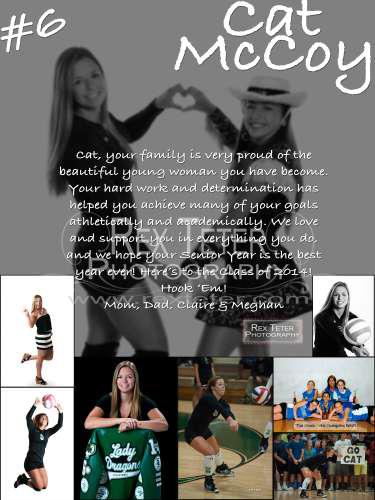 #6
Cat
McCoy
Cat, your family is very proud of the
beautiful young woman you have become.
Your hard work and determination has
helped you achieve many of your goals
athletically and academically. We love
and support you in everything you do,
and we hope your Senior Year is the best
year ever! Here's to the Class of 2014!
Hook 'Em!
Mom, Dad, Claire & Meghan
REX TETER
PHOTOGRAPHY
REX TETER
PHOTOGRAPHY
Lady
Dragons
GO
CAT